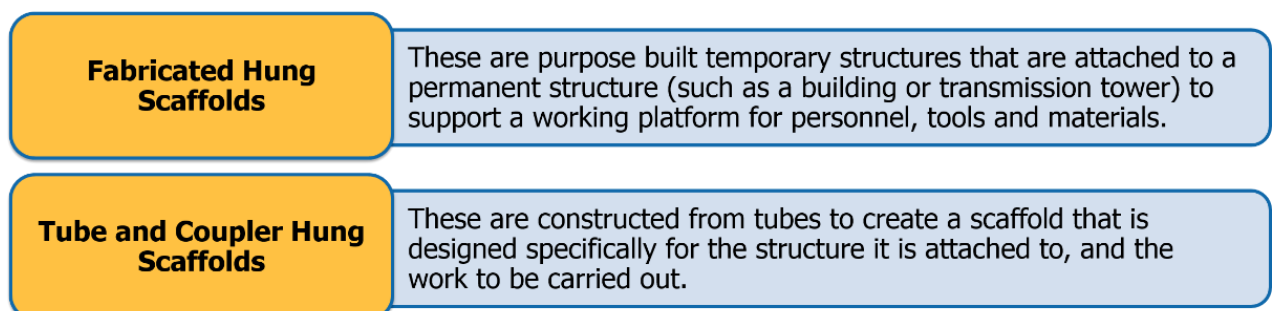 Fabricated Hung
Scaffolds
These are purpose built temporary structures that are attached to a
permanent structure (such as a building or transmission tower) to
support a working platform for personnel, tools and materials.
Tube and Coupler Hung
Scaffolds
These are constructed from tubes to create a scaffold that is
designed specifically for the structure it is attached to, and the
work to be carried out.